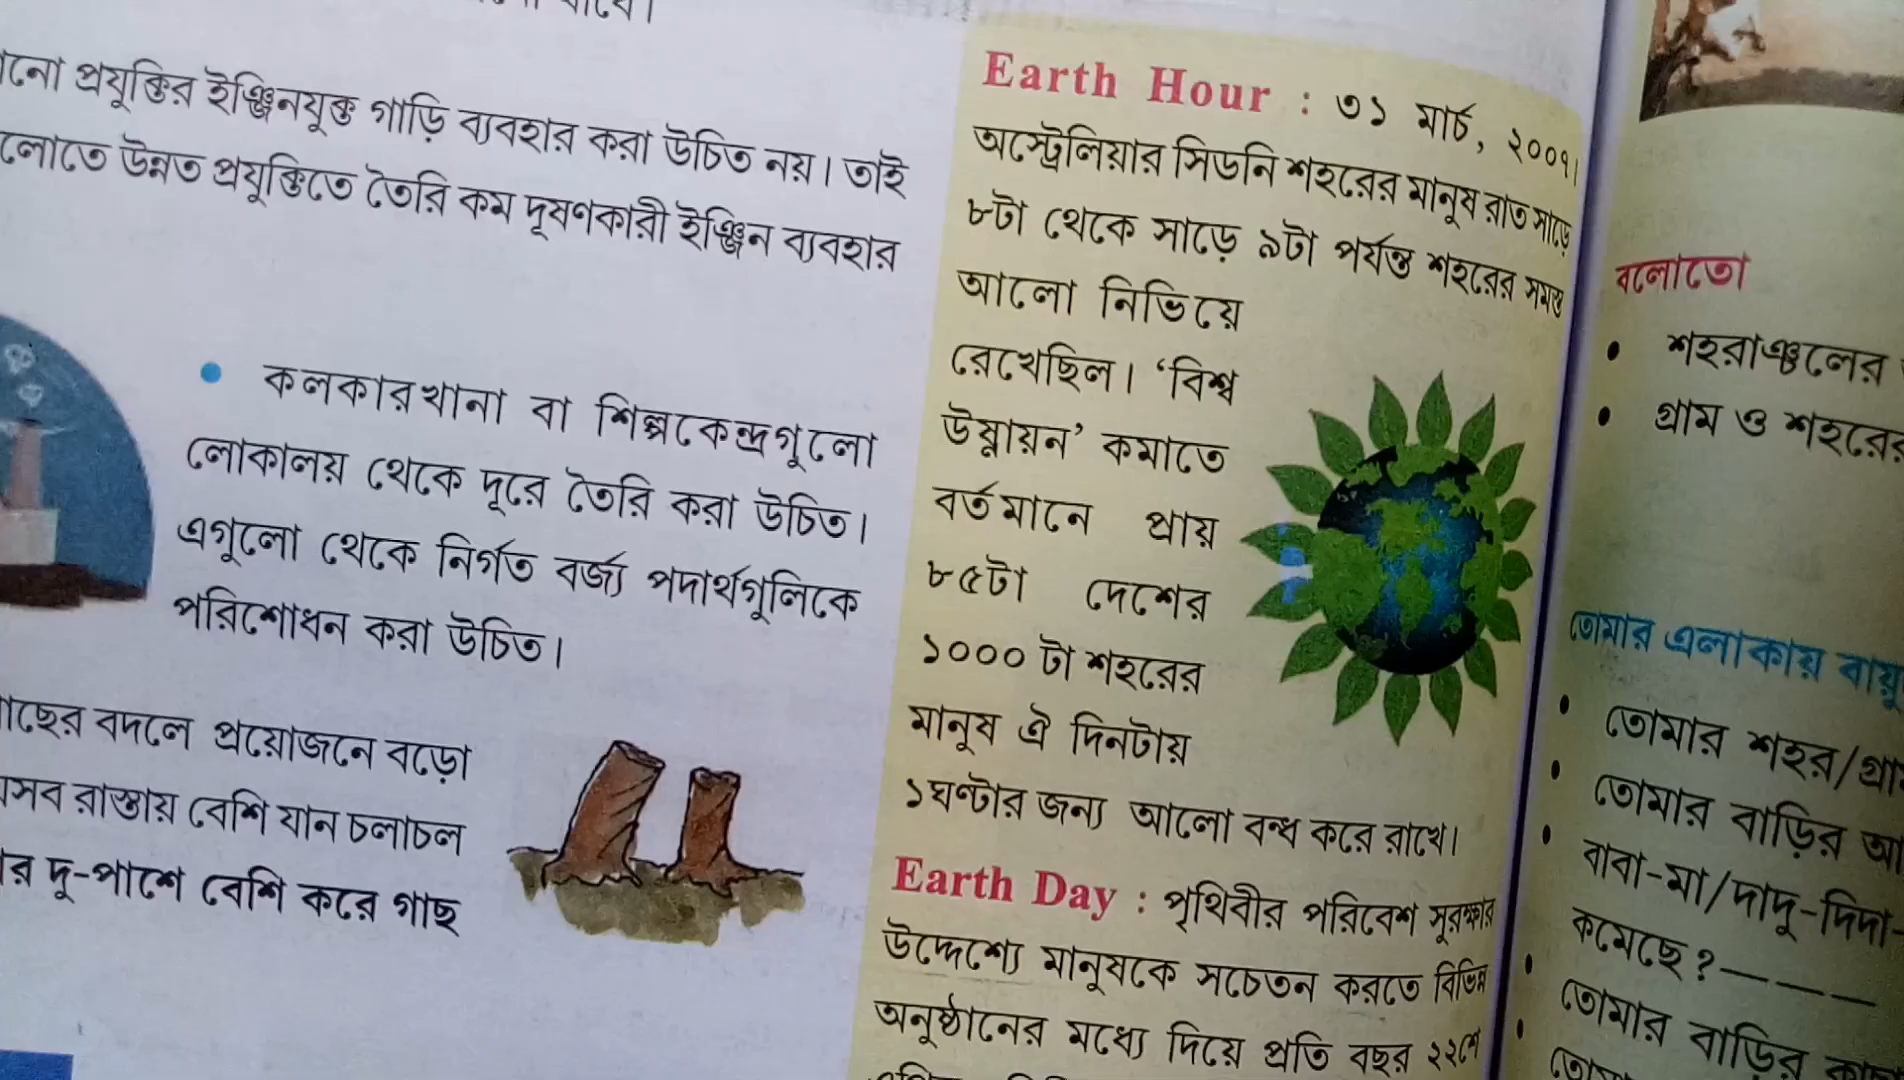 প্রযুক্তির ইঞ্জিনযুক্ত গাড়ি ব্যবহার করা উচিত নয়। তাই
উন্নত প্রযুক্তিতে তৈরি কম দূষণকারী ইঞ্জিন ব্যবহার
• কলকারখানা বা শিল্পকেন্দ্রগুলো
লোকালয় থেকে দূরে তৈরি করা উচিত।
এগুলো থেকে নির্গত বর্জ্য পদার্থগুলিকে
পরিশোধন করা উচিত।
বদলে প্রয়োজনে বড়ো
রাস্তায় বেশি যান চলাচল
দু-পাশে বেশি করে গাছ
Earth Hour : ৩১ মার্চ, ২০০৭।
অস্ট্রেলিয়ার সিডনি শহরের মানুষ রাত সাড়ে
৮টা থেকে সাড়ে ৯টা পর্যন্ত শহরের সমস্ত
আলো নিভিয়ে
রেখেছিল। ‘বিশ্ব
উষ্ণায়ন’ কমাতে
বর্তমানে প্রায়
৮৫টা দেশের
১০০০ টা শহরের
মানুষ ঐ দিনটায়
১ঘণ্টার জন্য আলো বন্ধ করে রাখে।
Earth Day : পৃথিবীর পরিবেশ সুরক্ষার
উদ্দেশ্যে মানুষকে সচেতন করতে বিভিন্ন
অনুষ্ঠানের মধ্যে দিয়ে প্রতি বছর ২২শে
বলোতো
• শহরাঞ্চলের
• গ্রাম ও শহরের
তোমার এলাকায় বায়ু
• তোমার শহর/
• তোমার বাড়ির
• বাবা-মা/দাদু-দিদা-
কমেছে ? — — —
• তোমার বাড়ির